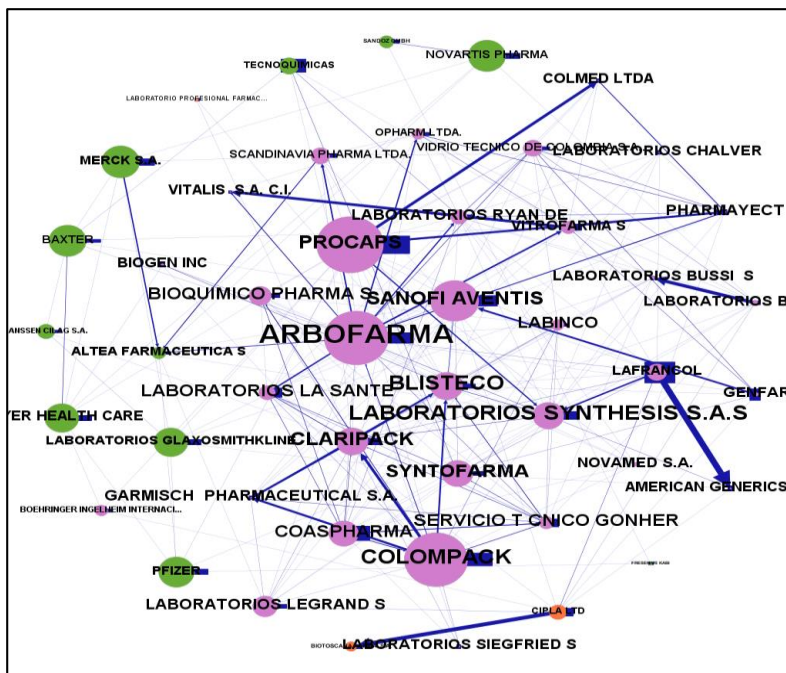 SANDOZ GMBH
NOVARTIS PHARMA
TECNOQUIMICAS
COLMED LTDA
LABORATORIO PROFESIONAL FARMAC...
OPHARM LTDA.
VIDRIO TECNICO DE COLOMBIA S.A.
LABORATORIOS CHALVER
SCANDINAVIA PHARMA LTDA.
MERCK S.A.
VITALIS S.A. C.I.
LABORATORIOS RYAN DE
PHARMAYECT
VITROFARMA S
PROCAPS
BAXTER
BIOGEN INC
LABORATORIOS BUSSI S
BIOQUIMICO PHARMA S
SANOFI AVENTIS
LABORATORIOS B
LABINCO
ANSSEN CILAG S.A.
ARBOFARMA
ALTEA FARMACEUTICA S
LAFRANCOL
BLISTECO
LABORATORIOS LA SANTE
GENFAR
YER HEALTH CARE
LABORATORIOS SYNTHESIS S.A.S
LABORATORIOS GLAXOSMITHKLINE
CLARIPACK
SYNTOFARMA
NOVAMED S.A.
AMERICAN GENERICS
GARMISCH PHARMACEUTICAL S.A.
BOEHRINGER INGELHEIM INTERNACI...
SERVICIO T CNICO GONHER
COASPHARMA
COLOMPACK
FRESENIUS KABI
PFIZER
LABORATORIOS LEGRAND S
CIPLA LTD
LABORATORIOS SIEGFRIED S